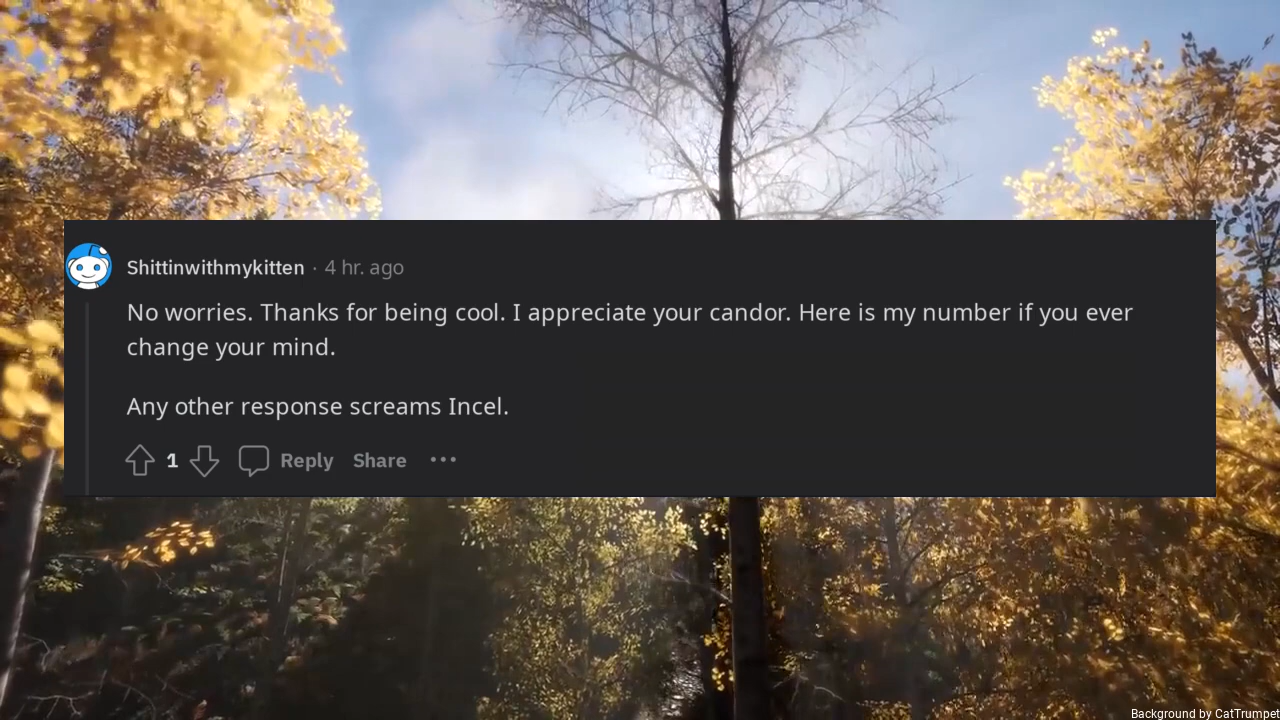 Shittinwithmykitten · 4 hr. ago
No worries. Thanks for being cool. I appreciate your candor. Here is my number if you ever
change your mind.
Any other response screams Incel.
1 Reply Share ···
Background by CatTrumpet